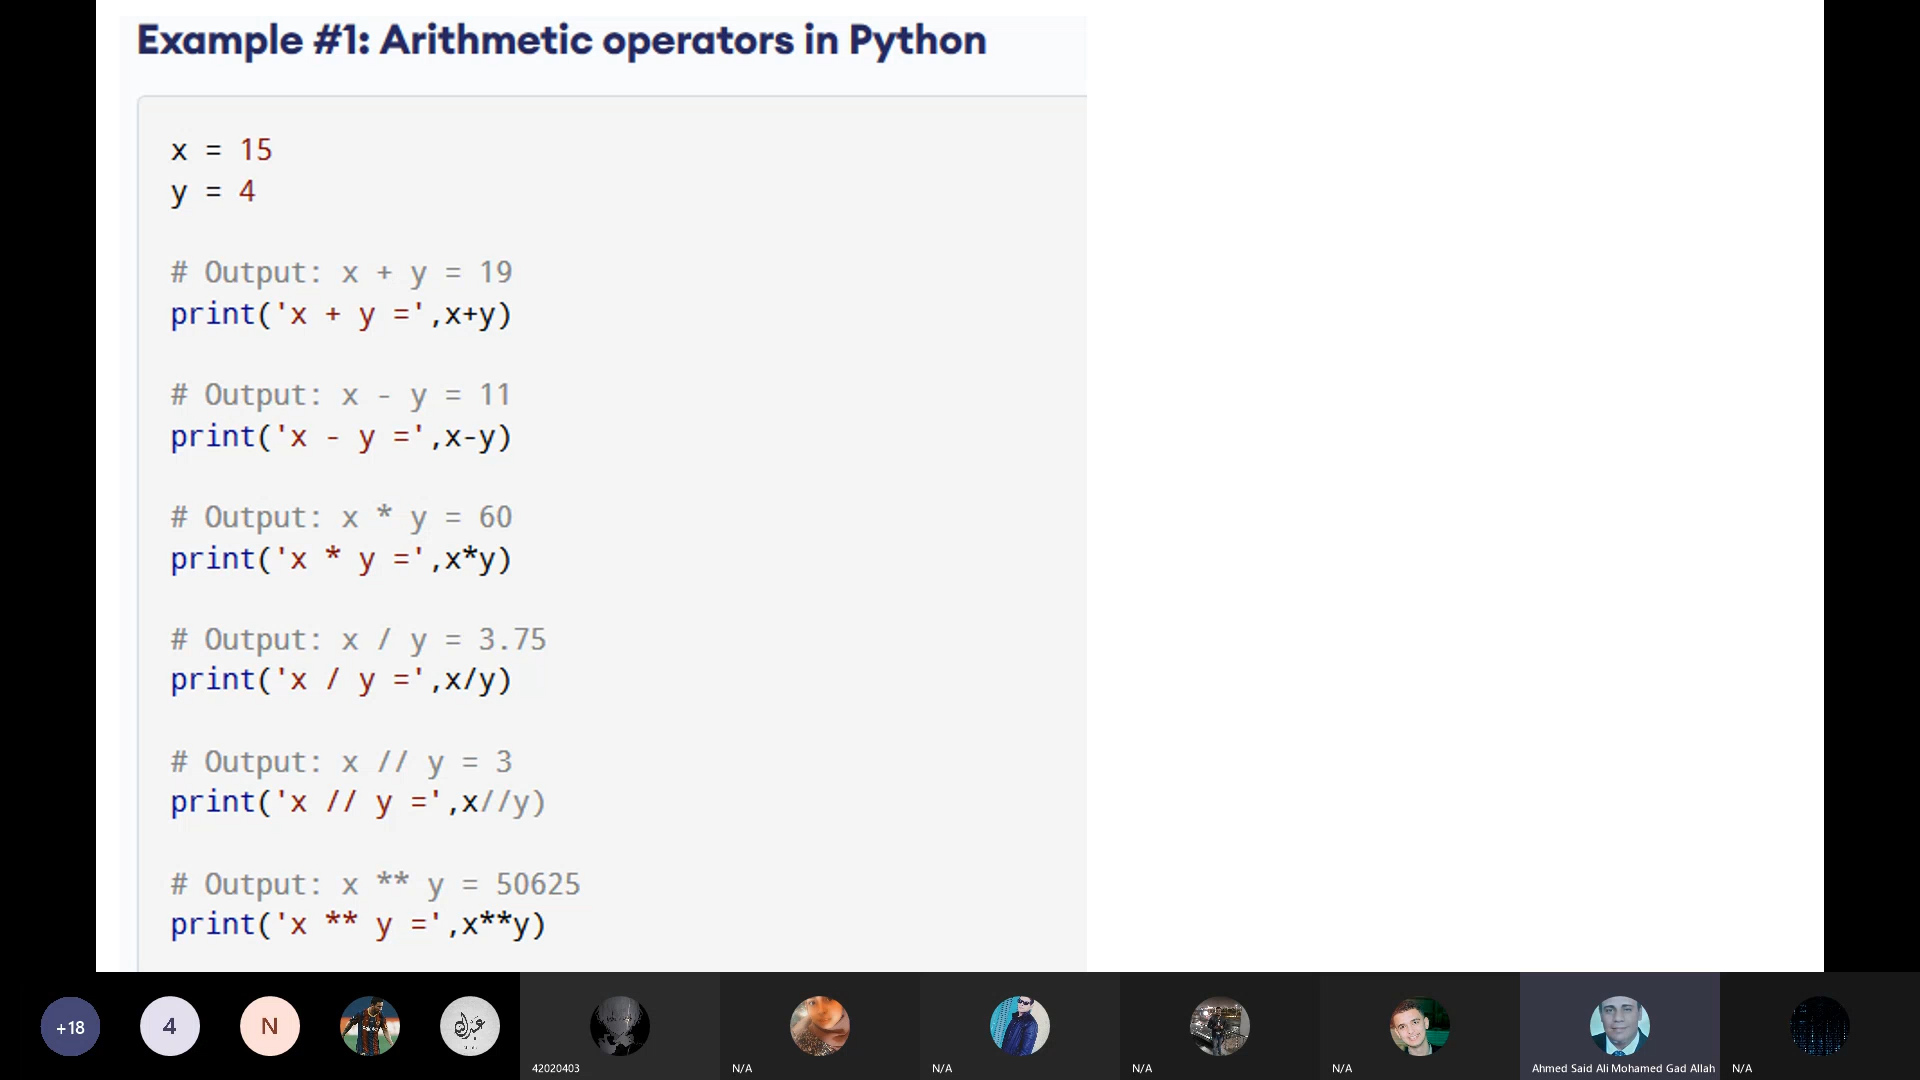 Example #1: Arithmetic operators in Python
x = 15
y = 4
# Output: x + y = 19
print('x + y =',x+y)
# Output: x - y = 11
print('x - y =',x-y)
# Output: x * y = 60
print('x * y =',x*y)
# Output: x / y = 3.75
print('x / y =',x/y)
# Output: x // y = 3
print('x // y =',x//y)
# Output: x ** y = 50625
print('x ** y =',x**y)
+18
4
N
42020403
N/A
N/A
N/A
N/A
Ahmed Said Ali Mohamed Gad Allah
N/A